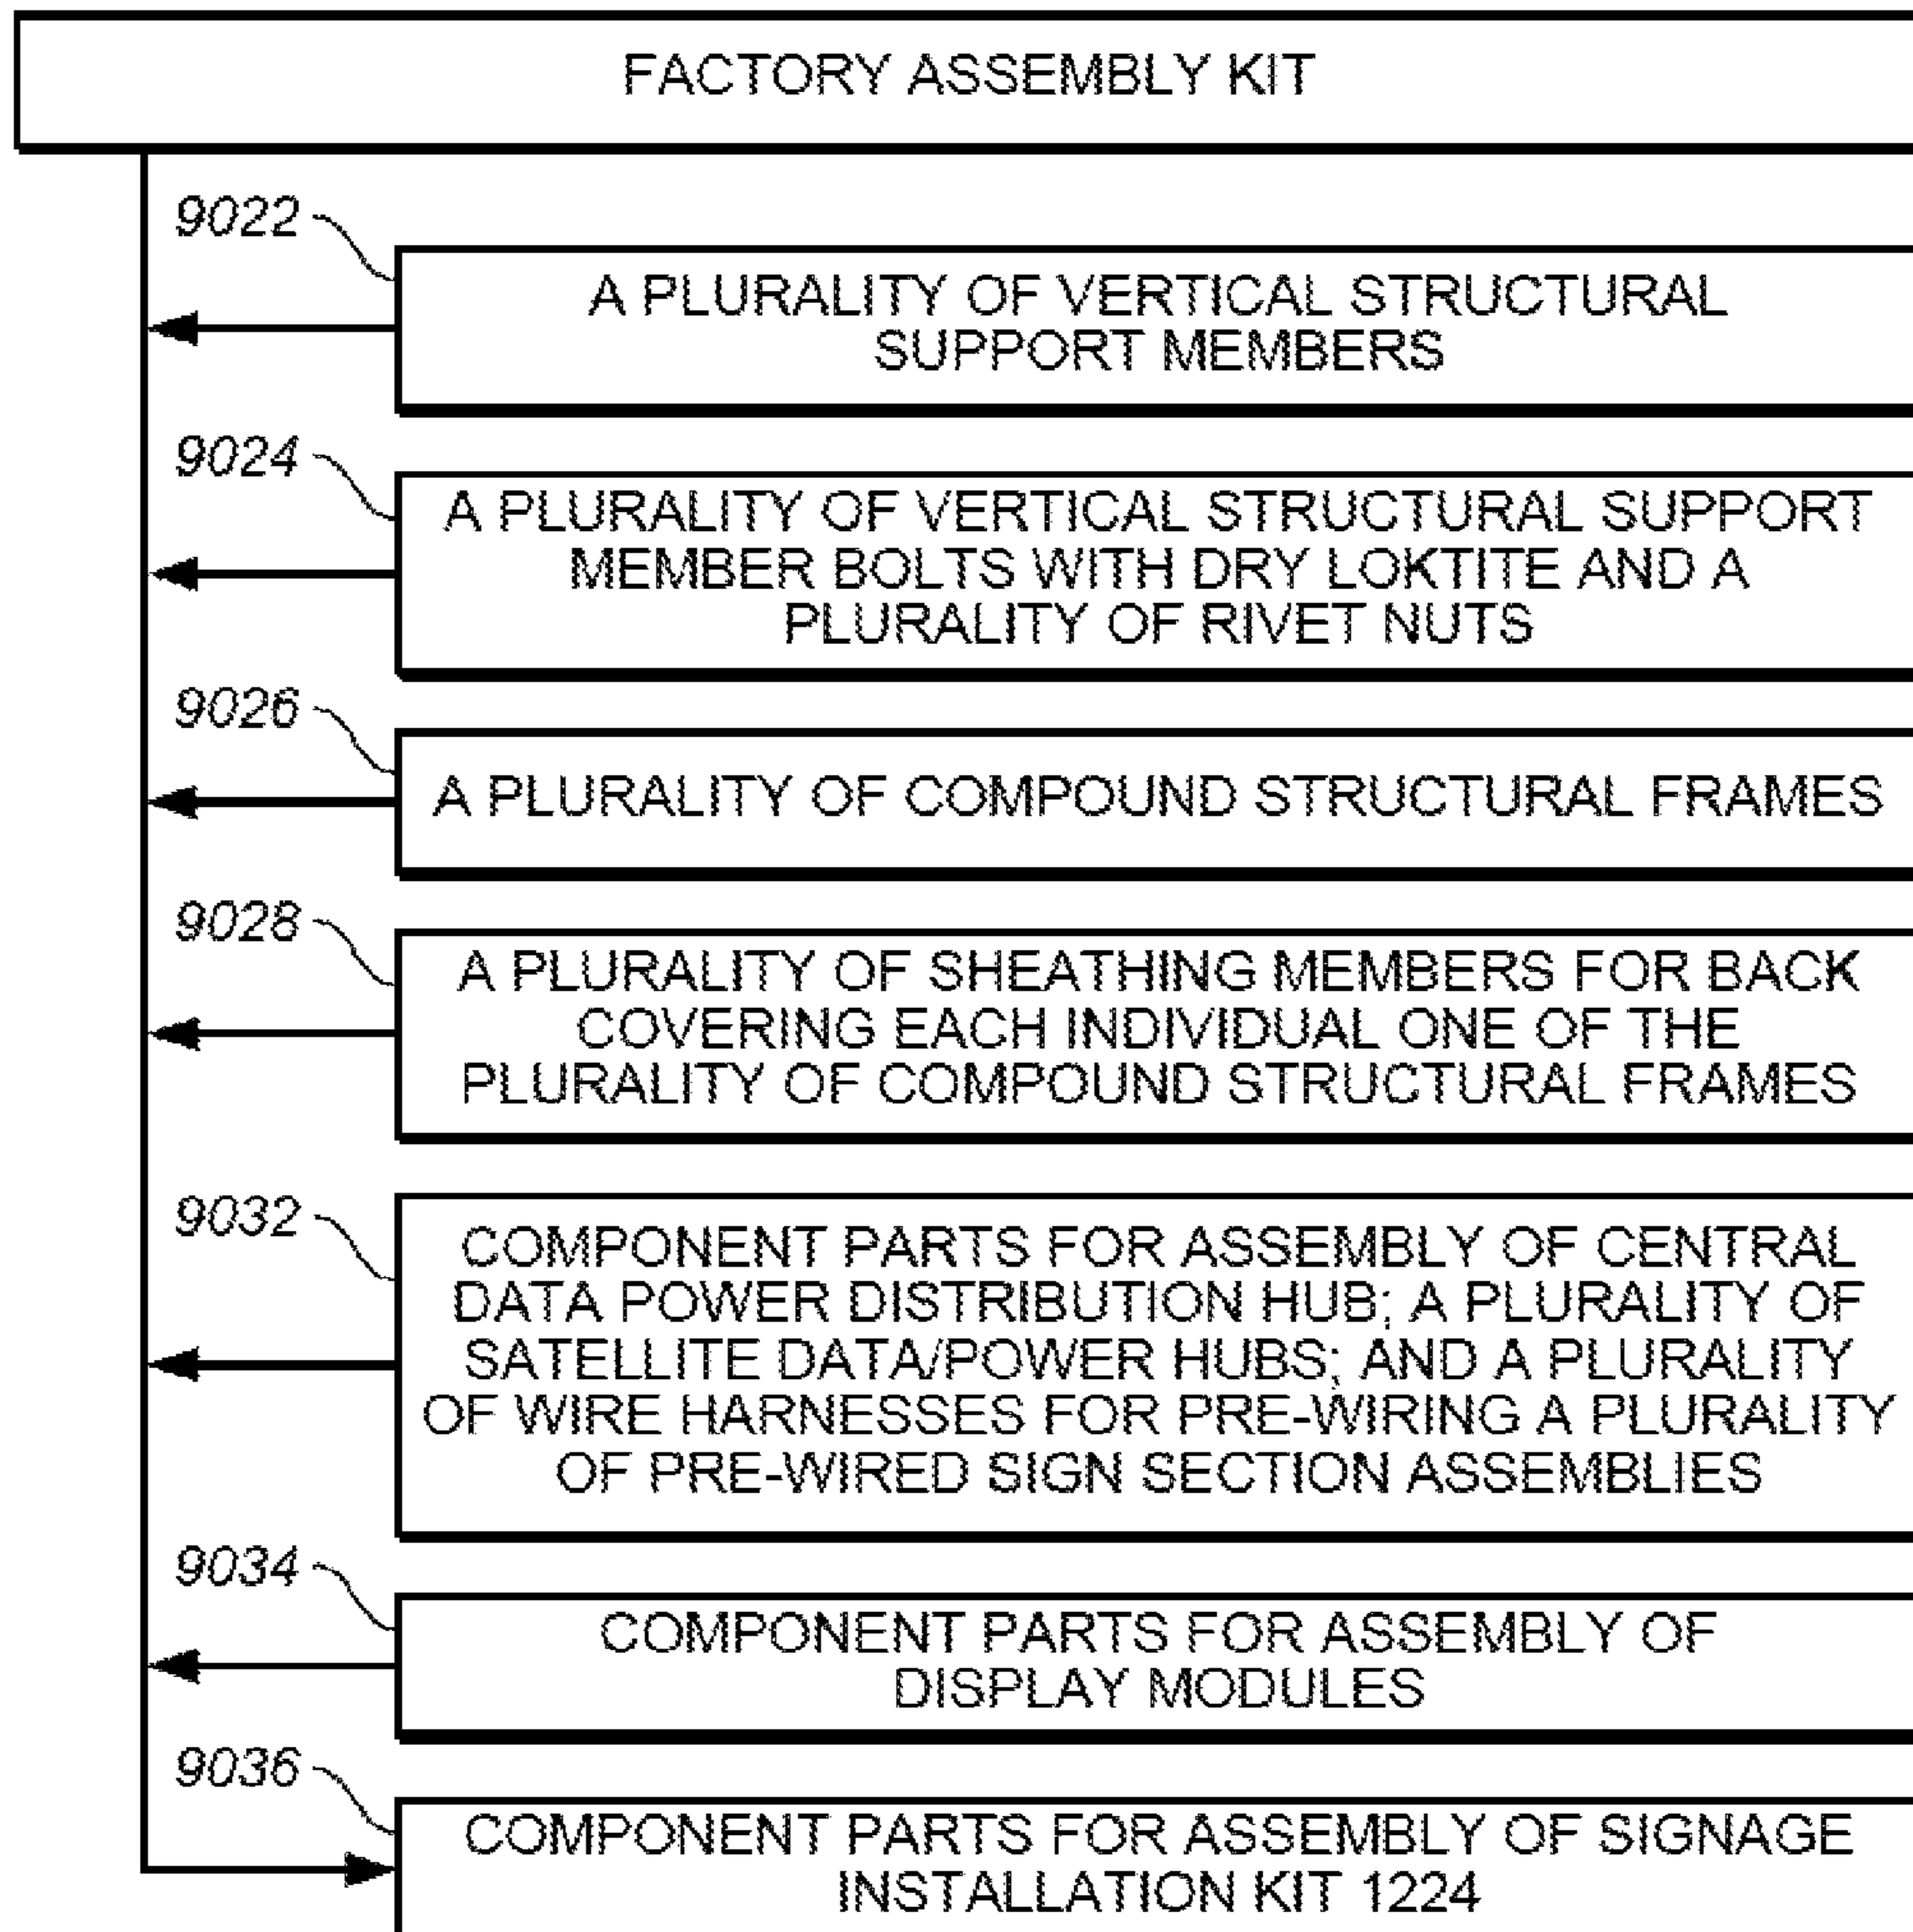 FACTORY ASSEMBLY KIT
9022
A PLURALITY OF VERTICAL STRUCTURAL
SUPPORT MEMBERS
9024
A PLURALITY OF VERTICAL STRUCTURAL SUPPORT
MEMBER BOLTS WITH DRY LOKTITE AND A
PLURALITY OF RIVET NUTS
9026
A PLURALITY OF COMPOUND STRUCTURAL FRAMES
9028
A PLURALITY OF SHEATHING MEMBERS FOR BACK
COVERING EACH INDIVIDUAL ONE OF THE
PLURALITY OF COMPOUND STRUCTURAL FRAMES
9032
COMPONENT PARTS FOR ASSEMBLY OF CENTRAL
DATA POWER DISTRIBUTION HUB; A PLURALITY OF
SATELLITE DATA/POWER HUBS; AND A PLURALITY
OF WIRE HARNESSES FOR PRE-WIRING A PLURALITY
OF PRE-WIRED SIGN SECTION ASSEMBLIES
9034
COMPONENT PARTS FOR ASSEMBLY OF
DISPLAY MODULES
9036
COMPONENT PARTS FOR ASSEMBLY OF SIGNAGE
INSTALLATION KIT 1224